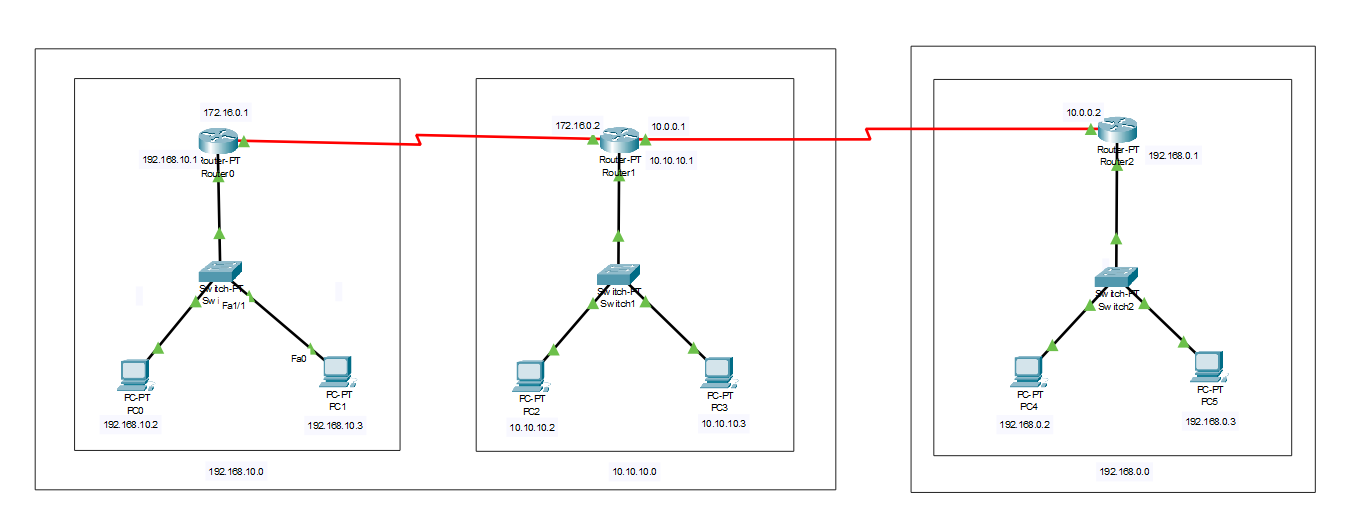 172.16.0.1
192.168.10.1
Router-PT
Router0
172.16.0.2
10.0.0.1
Router-PT
Router1
10.10.10.1
10.0.0.2
Router-PT
Router2
192.168.0.1
Switch-PT
Fa1/1
Fa0
Switch-PT
Switch1
Switch-PT
Switch2
PC-PT
PC0
192.168.10.2
PC-PT
PC1
192.168.10.3
PC-PT
PC2
10.10.10.2
PC-PT
PC3
10.10.10.3
PC-PT
PC4
192.168.0.2
PC-PT
PC5
192.168.0.3
192.168.10.0
10.10.10.0
192.168.0.0